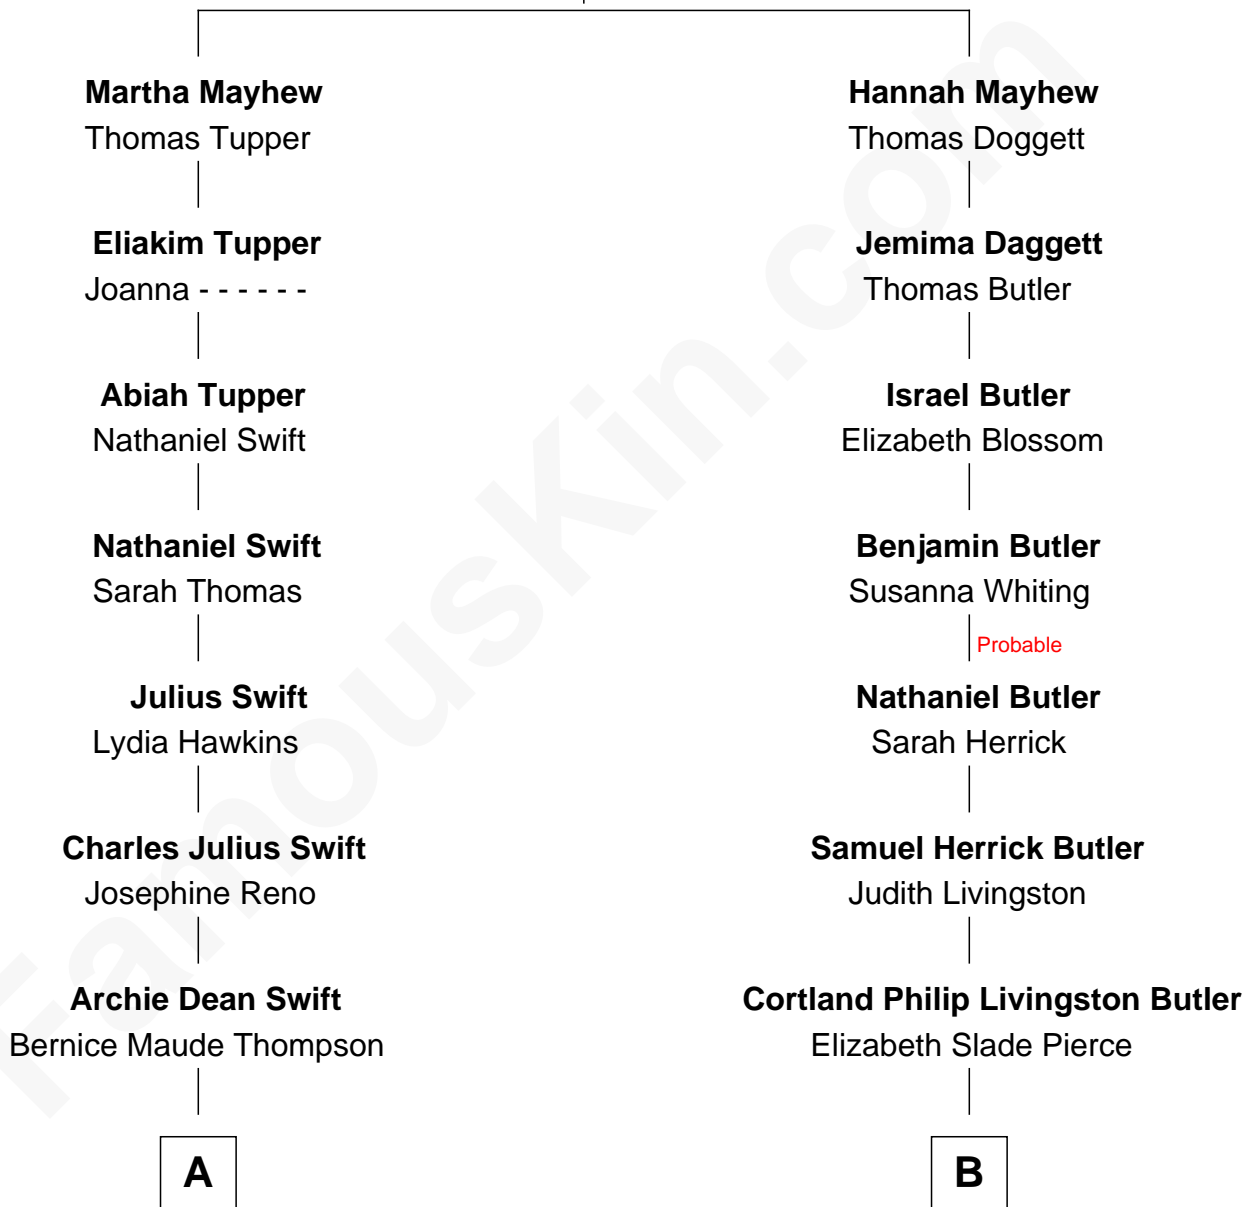 Martha Mayhew
Thomas Tupper
Hannah Mayhew
Thomas Doggett
Eliakim Tupper
Joanna - - - - - -
Jemima Daggett
Thomas Butler
Abiah Tupper
Nathaniel Swift
Israel Butler
Elizabeth Blossom
Nathaniel Swift
Sarah Thomas
Benjamin Butler
Susanna Whiting
Probable
Julius Swift
Lydia Hawkins
Nathaniel Butler
Sarah Herrick
Charles Julius Swift
Josephine Reno
Samuel Herrick Butler
Judith Livingston
Archie Dean Swift
Bernice Maude Thompson
Cortland Philip Livingston Butler
Elizabeth Slade Pierce
A
B
FamousKin.com